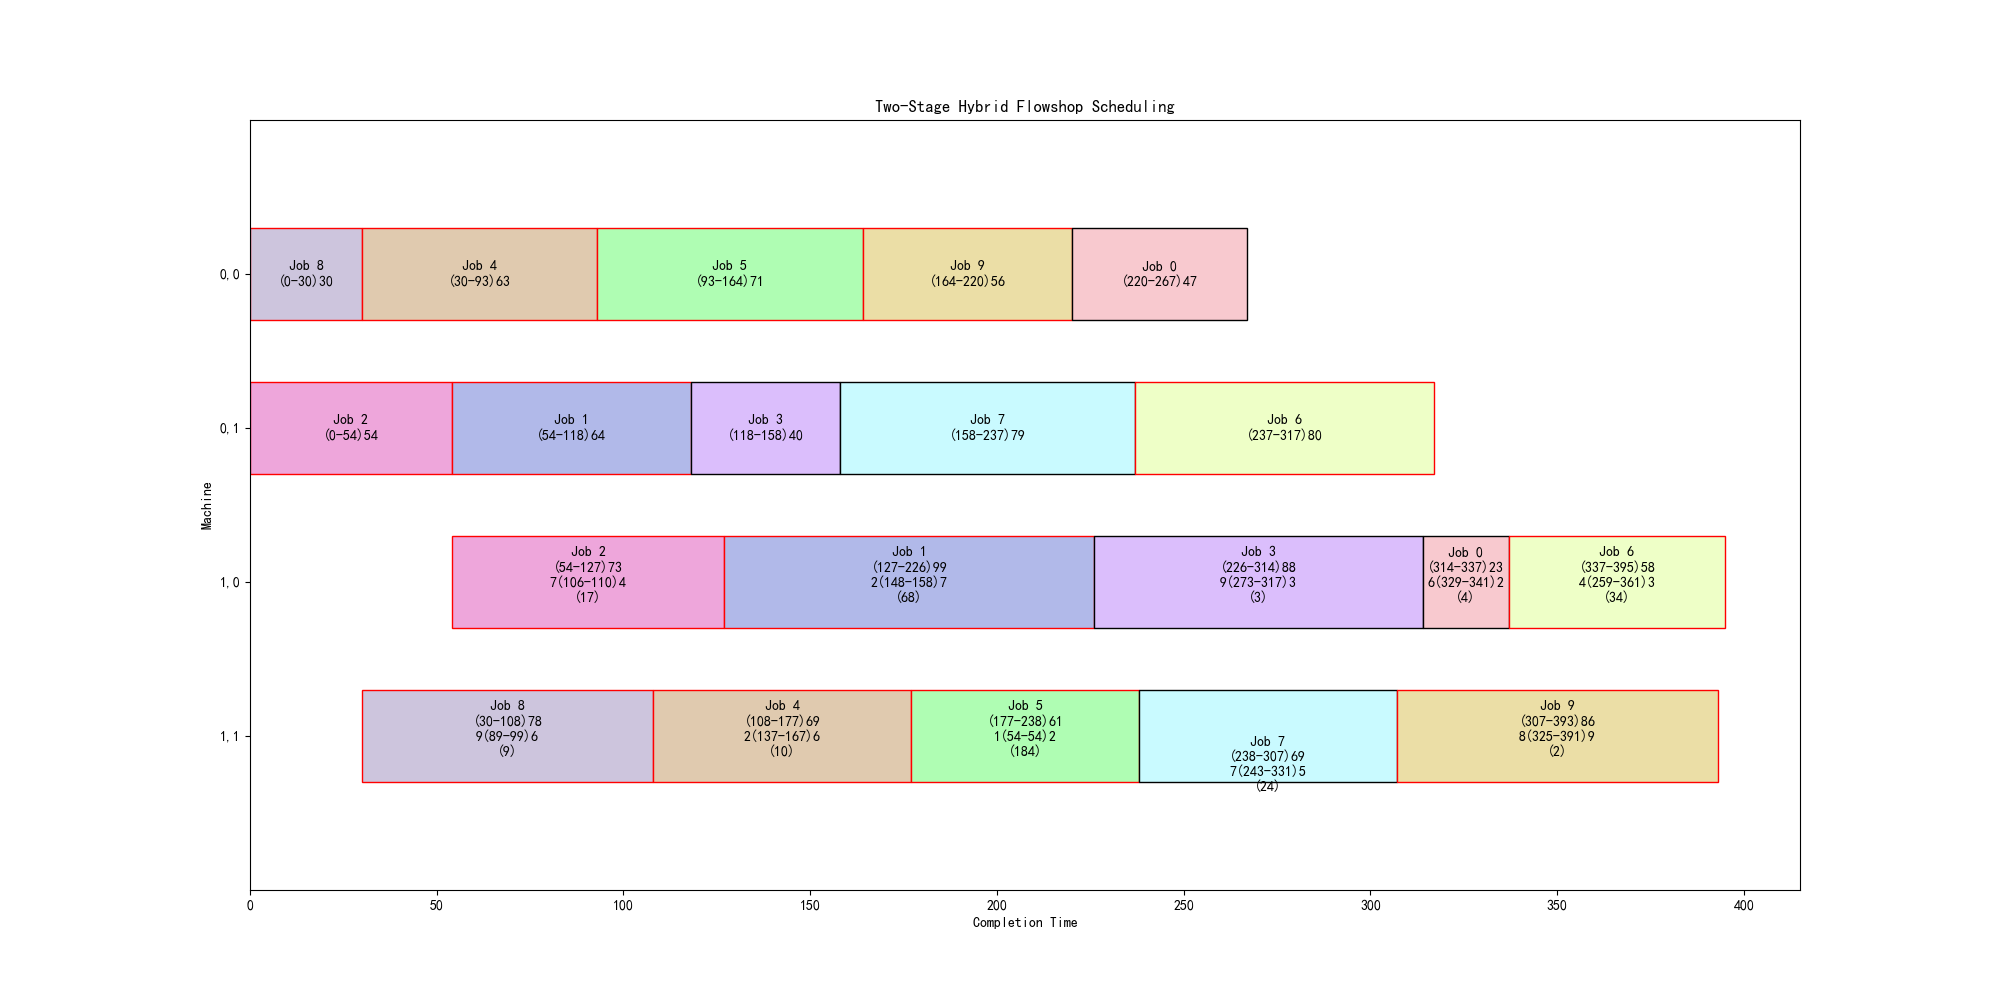 Two-Stage Hybrid Flowshop Scheduling
0,0
Job 8
(0-30)30
Job 4
(30-93)63
Job 5
(93-164)71
Job 9
(164-220)56
Job 0
(220-267)47
0,1
Job 2
(0-54)54
Job 1
(54-118)64
Job 3
(118-158)40
Job 7
(158-237)79
Job 6
(237-317)80
Machine
1,0
Job 2
(54-127)73
7(106-110)4
(17)
Job 1
(127-226)99
2(148-158)7
(68)
Job 3
(226-314)88
9(273-317)3
(3)
Job 0
(314-337)23
6(329-341)2
(4)
Job 6
(337-395)58
4(259-361)3
(34)
1,1
Job 8
(30-108)78
9(89-99)6
(9)
Job 4
(108-177)69
2(137-167)6
(10)
Job 5
(177-238)61
1(54-54)2
(184)
Job 7
(238-307)69
7(243-331)5
(24)
Job 9
(307-393)86
8(325-391)9
(2)
0
50
100
150
200
250
300
350
400
Completion Time